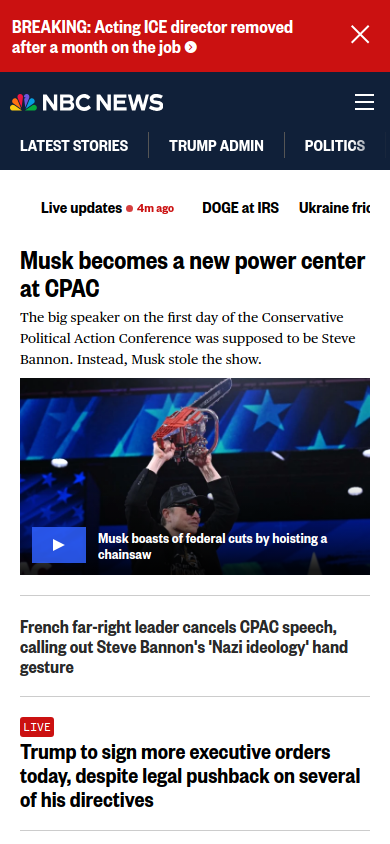 BREAKING: Acting ICE director removed
after a month on the job
NBC NEWS
LATEST STORIES
TRUMP ADMIN
POLITICS
Live updates
4m ago
DOGE at IRS
Ukraine fric
Musk becomes a new power center
at CPAC
The big speaker on the first day of the Conservative
Political Action Conference was supposed to be Steve
Bannon. Instead, Musk stole the show.
Musk boasts of federal cuts by hoisting a
chainsaw
French far-right leader cancels CPAC speech,
calling out Steve Bannon's 'Nazi ideology' hand
gesture
LIVE
Trump to sign more executive orders
today, despite legal pushback on several
of his directives